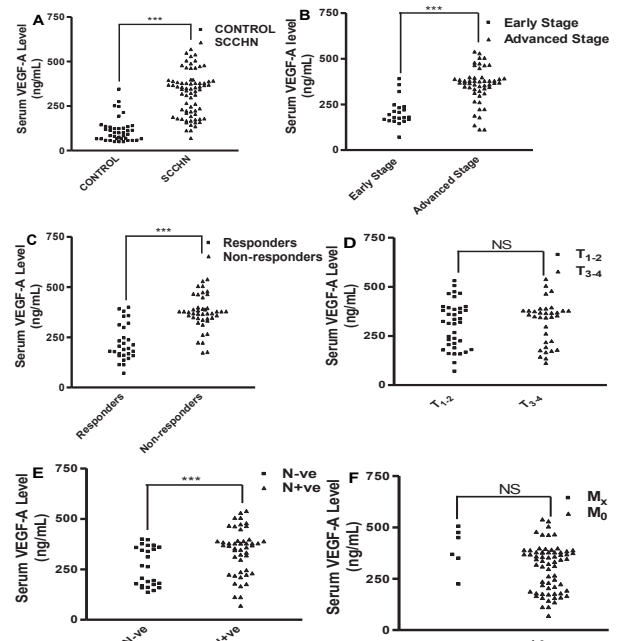 A
Serum VEGF-A Level
(ng/mL)
750
500
250
0
***
CONTROL
SCCHN
CONTROL
SCCHN
B
Serum VEGF-A level
(ng/mL)
750
500
250
0
***
Early Stage
Advanced Stage
Early Stage
Advanced Stage
C
Serum VEGF-A Level
(ng/mL)
750
500
250
0
***
Responders
Non-responders
Responders
Non-responders
D
Serum VEGF-A Level
(ng/mL)
750
500
250
0
NS
T1-2
T3-4
T1-2
T3-4
E
Serum VEGF-A Level
(ng/mL)
750
500
250
0
***
N-ve
N+ve
N-ve
N+ve
F
Serum VEGF-A Level
(ng/mL)
750
500
250
0
NS
Mx
M0